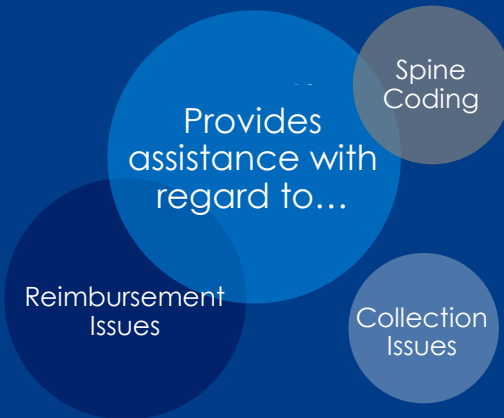 Spine
Coding
Provides
assistance with
regard to…
Reimbursement
Issues
Collection
Issues